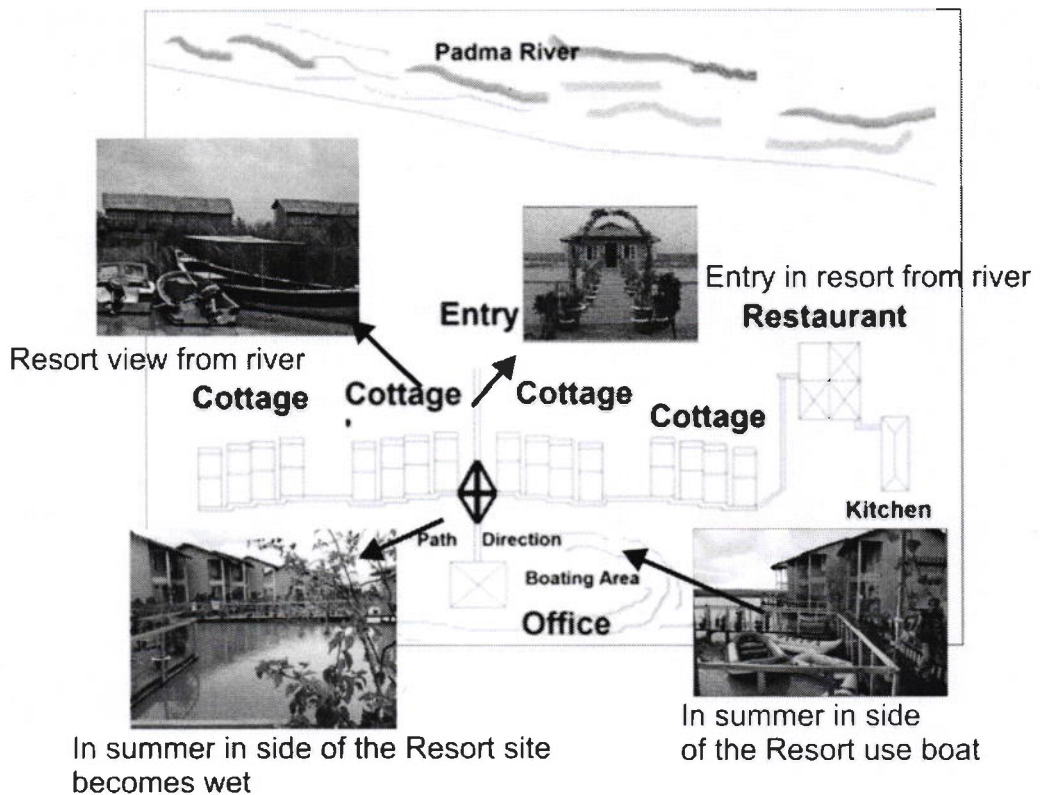 Padma River
Entry in resort from river
Entry
Restaurant
Resort view from river
Cottage
Cottage
Cottage
Cottage
Kitchen
Path Direction
Boating Area
Office
In summer in side of the Resort site
becomes wet
In summer in side
of the Resort use boat